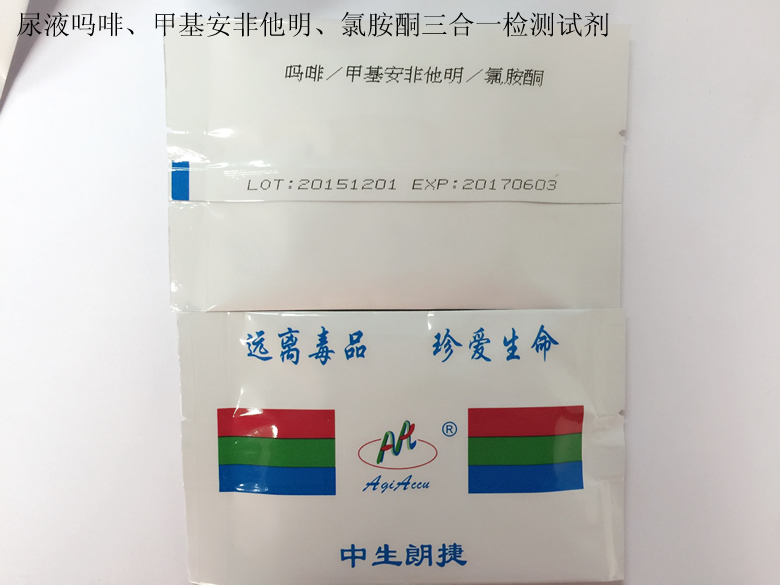 尿液吗啡、甲基安非他明、氯胺酮三合一检测试剂
吗啡/甲基安非他明/氯胺酮
LOT:20151201 EXP:20170603
远离毒品 珍爱生命
®
AgiAccu
中生朗捷